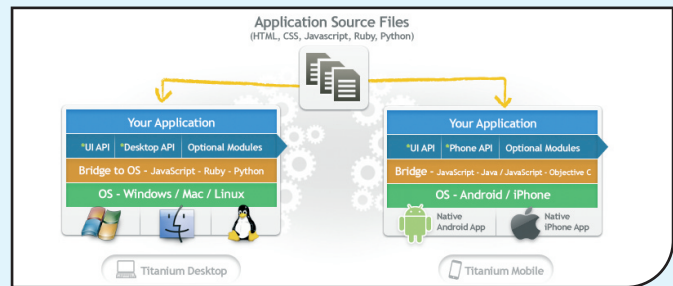 Application Source Files
(HTML, CSS, Javascript, Ruby, Python)
Your Application
*UI API *Desktop API Optional Modules
Bridge to OS - JavaScript - Ruby - Python
OS - Windows / Mac / Linux
Titanium Desktop
Your Application
*UI API *Phone API Optional Modules
Bridge - JavaScript - Java / JavaScript - Objective C
OS - Android / iPhone
Native
Android App
Native
iPhone App
Titanium Mobile